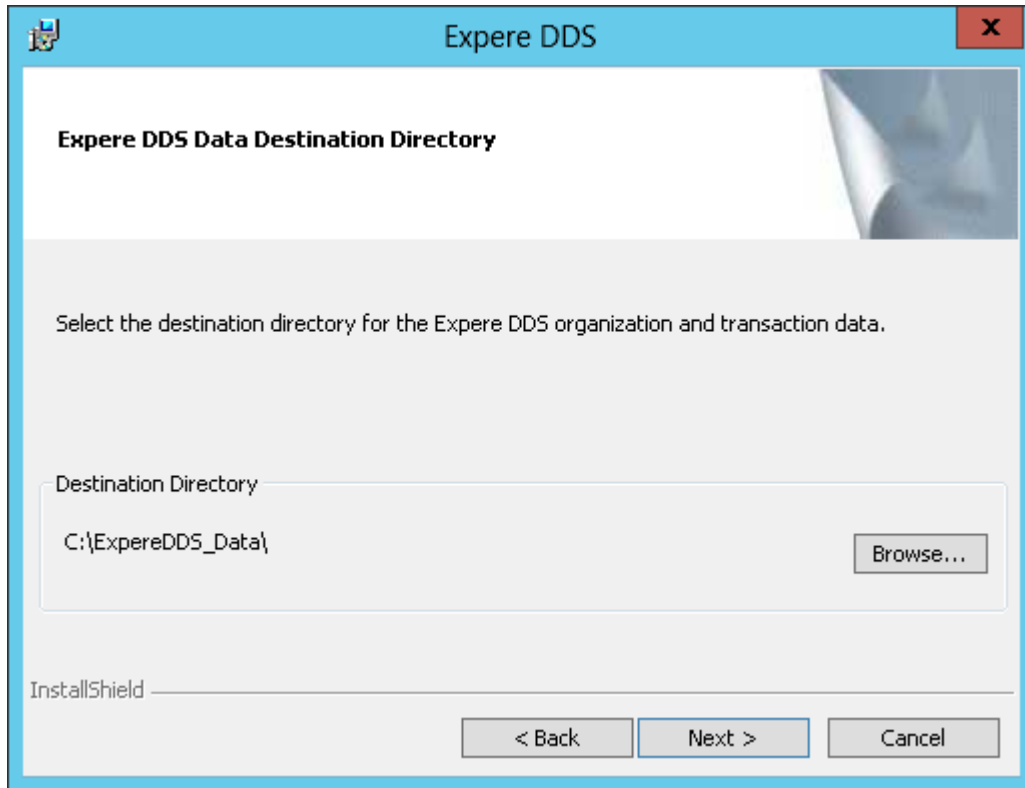 Expere DDS
X
Expere DDS Data Destination Directory
Select the destination directory for the Expere DDS organization and transaction data.
Destination Directory
C:\ExpereDDS_Data\
Browse...
InstallShield
< Back
Next >
Cancel